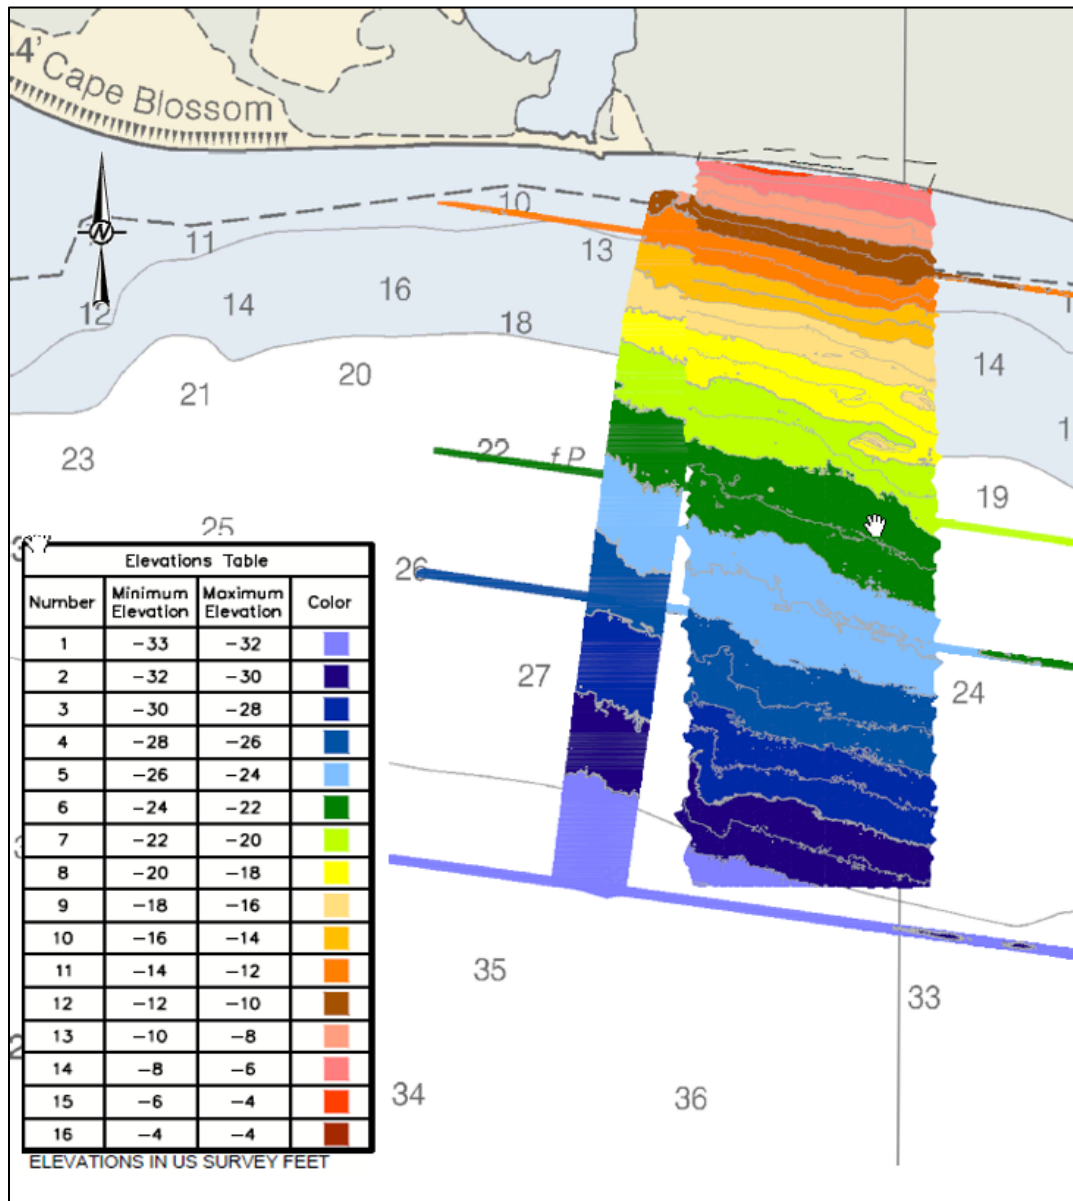 4' Cape Blossom
N
10
11
13
16
12
14
18
14
20
21
22
f P
23
19
25
26
27
24
Elevations Table
Number Minimum Elevation Maximum Elevation Color
1 -33 -32
2 -32 -30
3 -30 -28
4 -28 -26
5 -26 -24
6 -24 -22
7 -22 -20
8 -20 -18
9 -18 -16
10 -16 -14
11 -14 -12
12 -12 -10
13 -10 -8
14 -8 -6
15 -6 -4
16 -4 -4
ELEVATIONS IN US SURVEY FEET
35
33
34
36